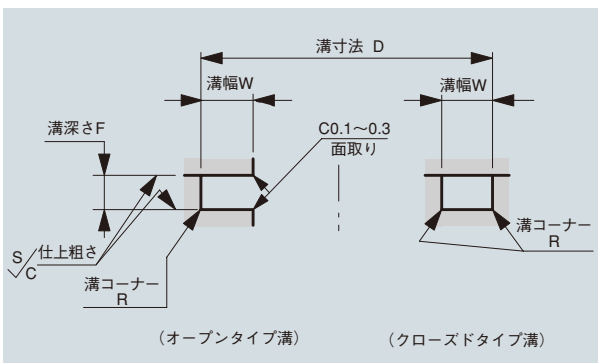 溝寸法 D
溝幅W
溝幅W
溝深さF
C0.1～0.3
面取り
S
C
仕上粗さ
溝コーナー
R
溝コーナー
R
(オープンタイプ溝)
(クローズドタイプ溝)